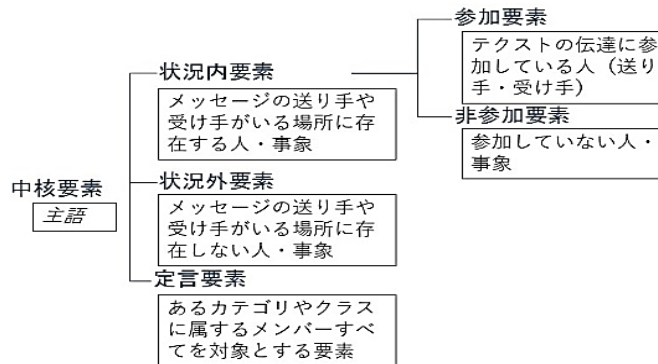 参加要素
テクストの伝達に参
加している人（送り
手・受け手）
状況内要素
メッセージの送り手や
受け手がいる場所に存
在する人・事象
非参加要素
参加していない人・
事象
中核要素
主語
状況外要素
メッセージの送り手や
受け手がいる場所に存
在しない人・事象
定言要素
あるカテゴリやクラス
に属するメンバーすべ
てを対象とする要素